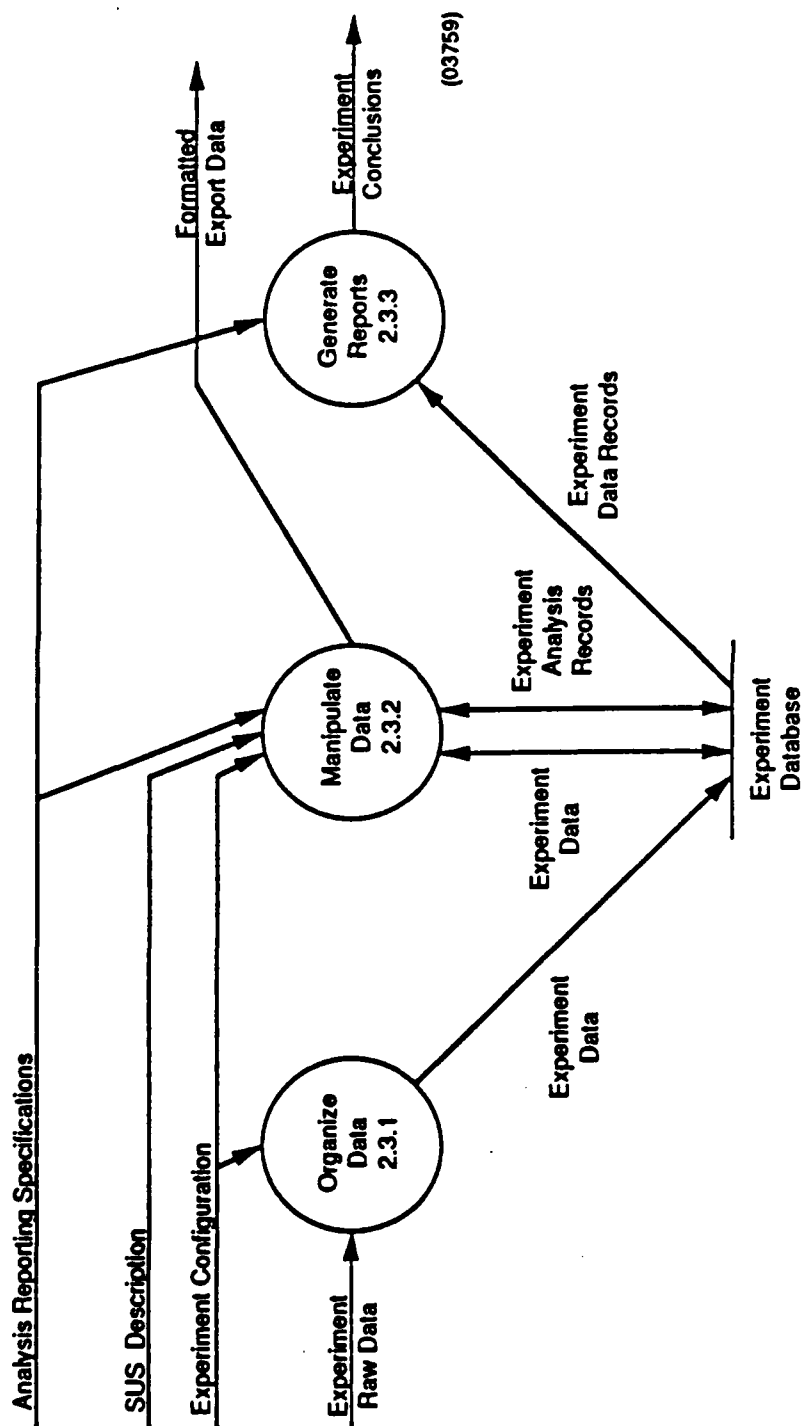 Analysis Reporting Specifications
SUS Description
Experiment Configuration
Experiment
Raw Data
Organize
Data
2.3.1
Experiment
Data
Manipulate
Data
2.3.2
Experiment
Data
Experiment
Analysis
Records
Experiment
Database
Experiment
Data Records
Generate
Reports
2.3.3
Formatted
Export Data
Experiment
Conclusions
(03759)